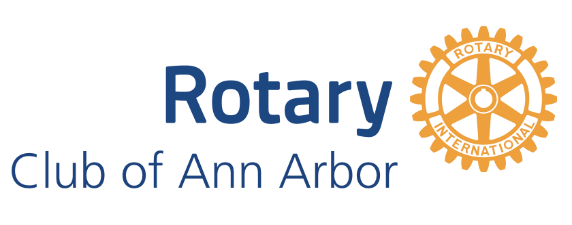 Rotary
Club of Ann Arbor
ROTARY
INTERNATIONAL